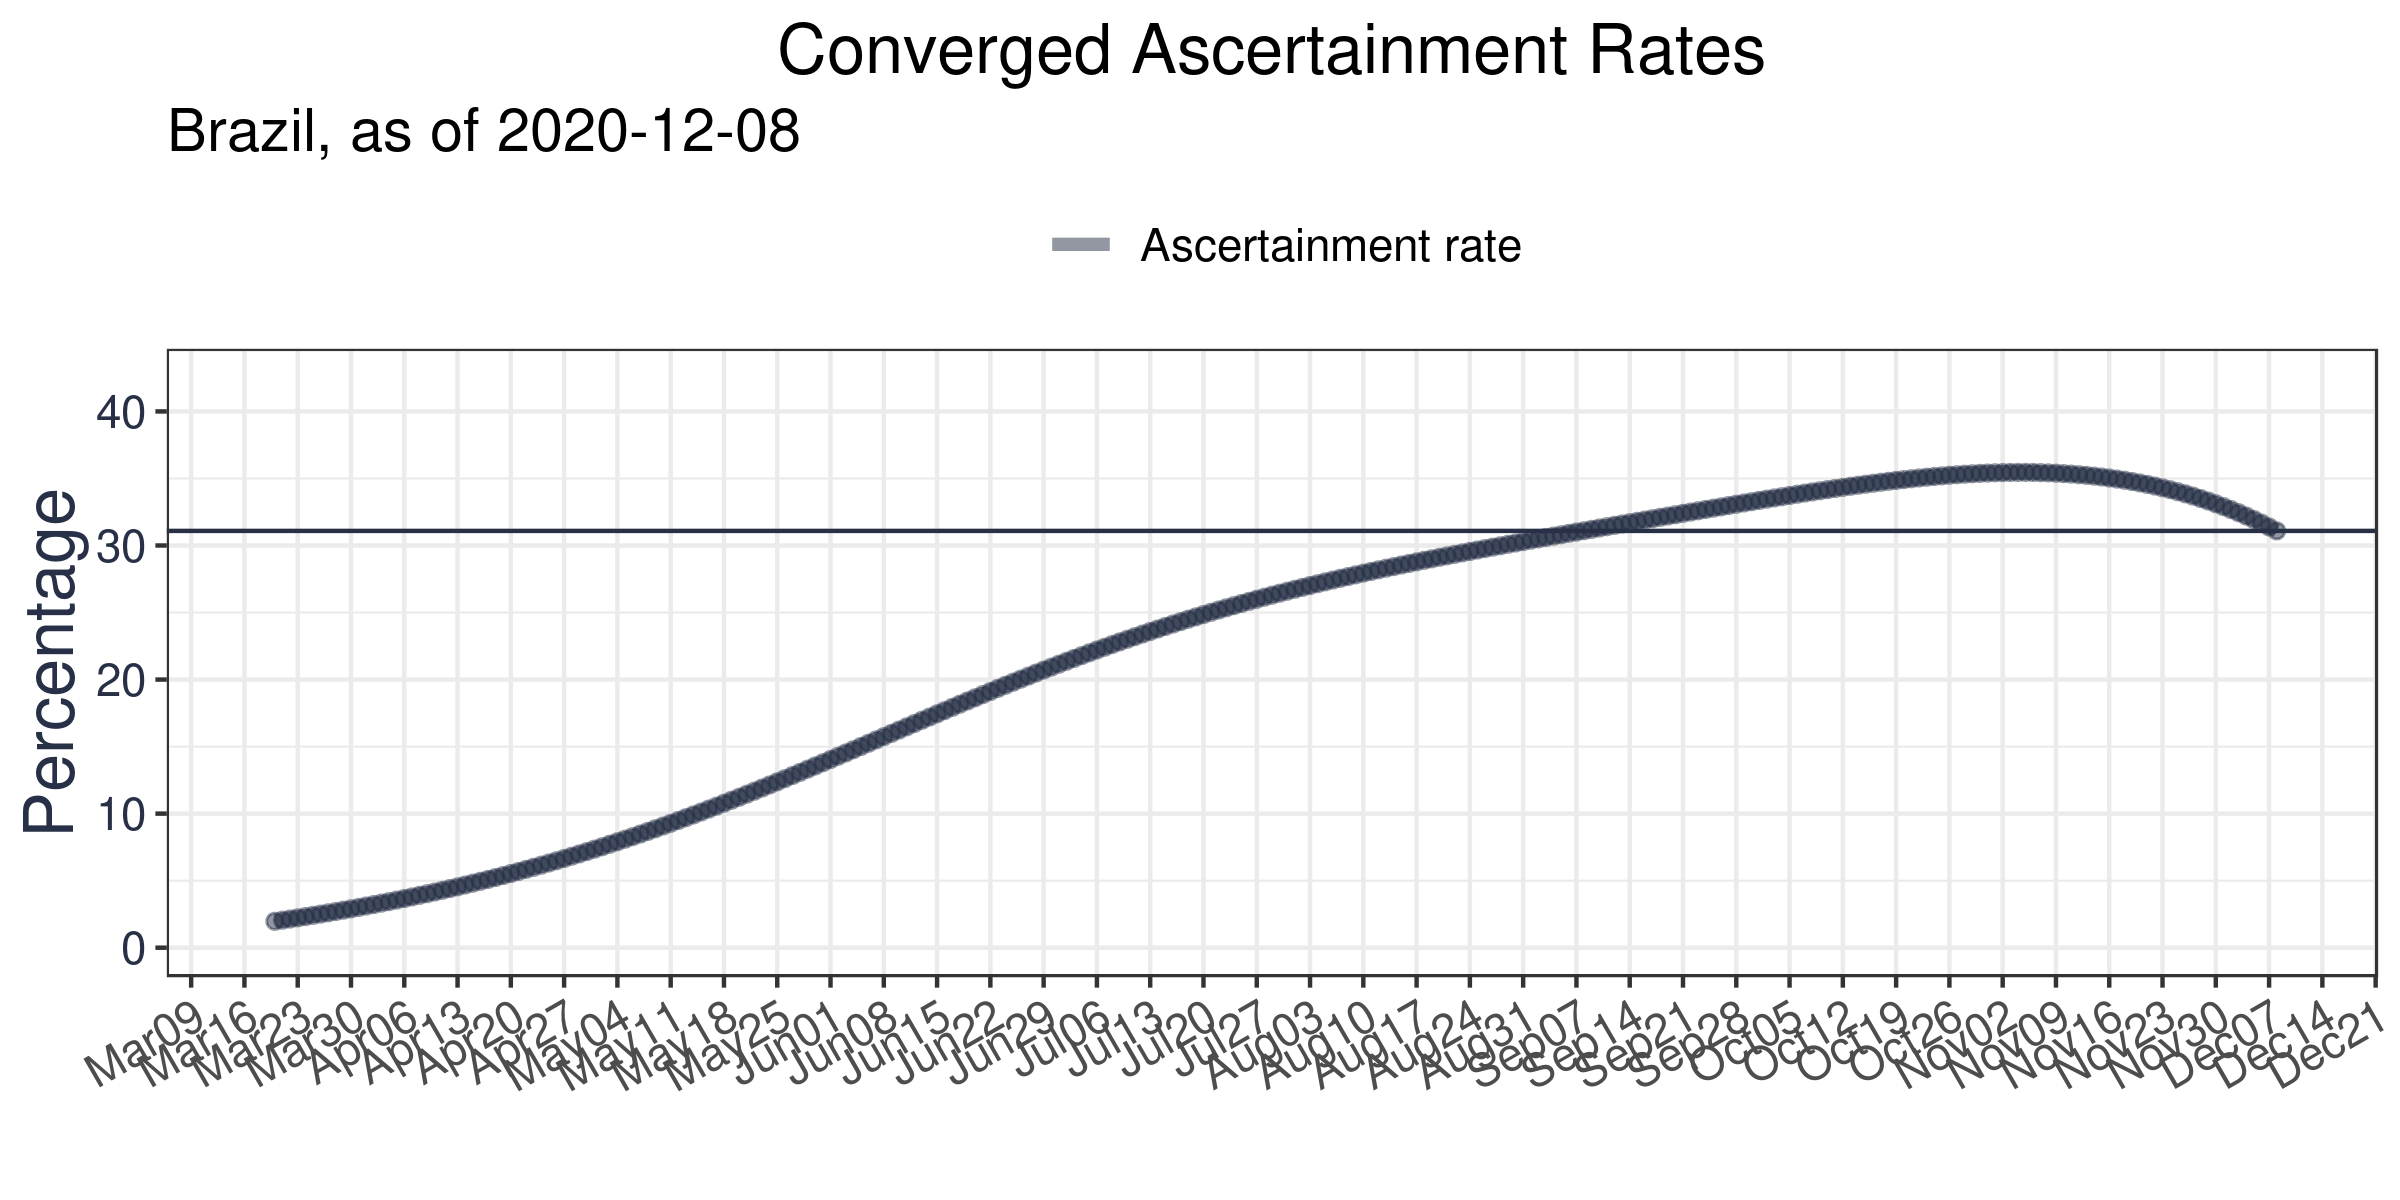 Converged Ascertainment Rates
Brazil, as of 2020-12-08
Ascertainment rate
Percentage
40
30
20
10
0
Mar09
Mar16
Mar23
Mar30
Apr06
Apr13
Apr20
Apr27
May04
May11
May18
May25
Jun01
Jun08
Jun15
Jun22
Jun29
Jul06
Jul13
Jul20
Jul27
Aug03
Aug10
Aug17
Aug24
Aug31
Sep07
Sep14
Sep21
Sep28
Oct05
Oct12
Oct19
Oct26
Nov02
Nov09
Nov16
Nov23
Nov30
Dec07
Dec14
Dec21